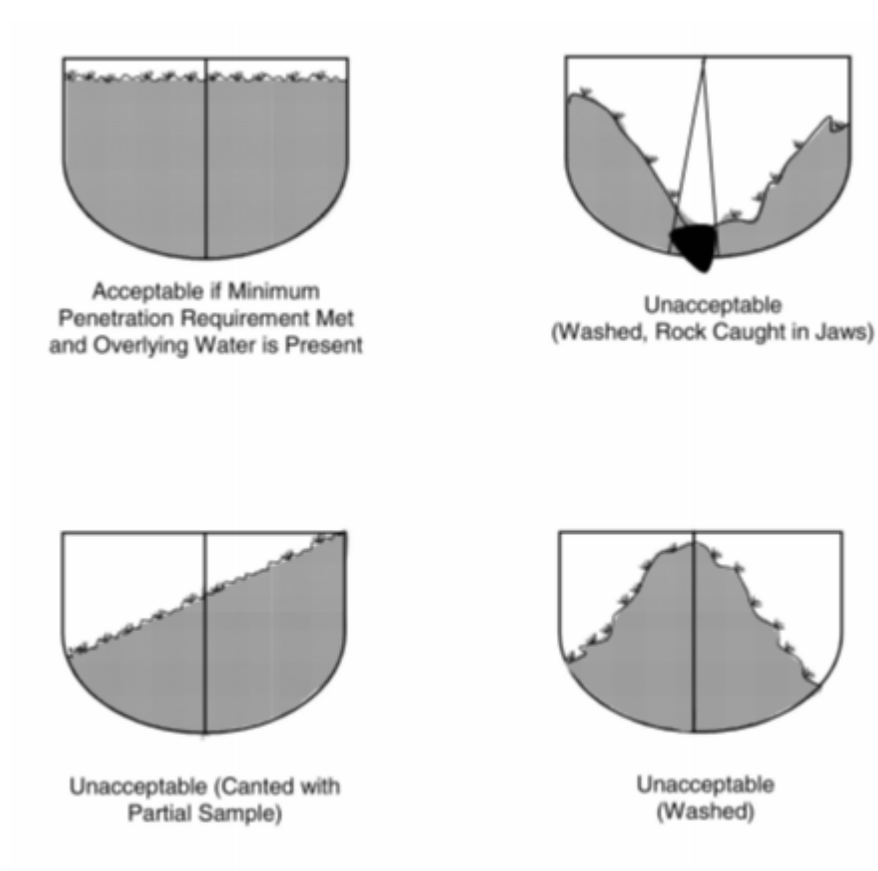 Acceptable if Minimum
Penetration Requirement Met
and Overlying Water is Present
Unacceptable
(Washed, Rock Caught in Jaws)
Unacceptable (Canted with
Partial Sample)
Unacceptable
(Washed)